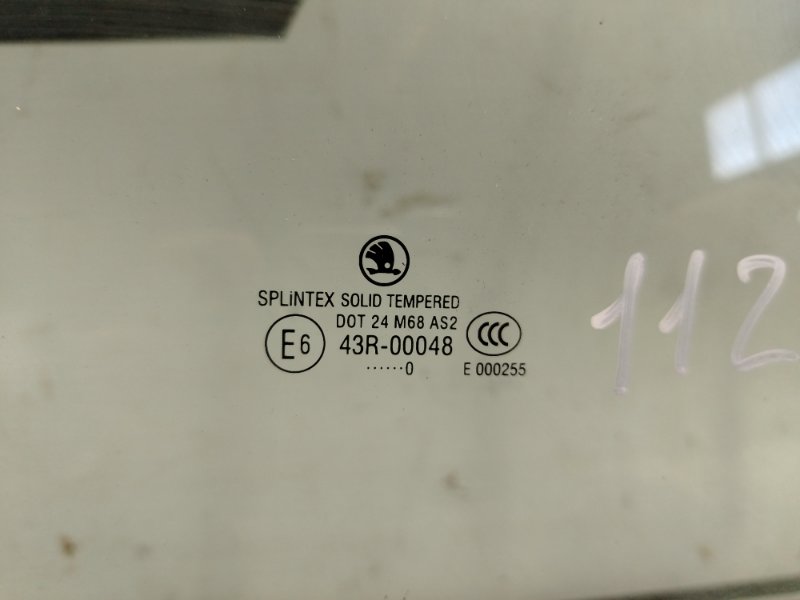 SPLiNTEX SOLID TEMPERED
DOT 24 M68 AS2
E6 43R-00048 CCC
······0 E 000255
112